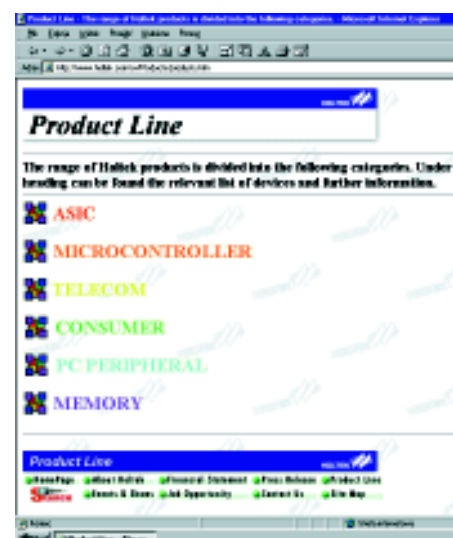 Product Line - The range of Holtek products is divided into the following categories. - Microsoft Internet Explorer
HOLTEK
Product Line
The range of Holtek products is divided into the following categories. Under
heading can be found the relevant list of devices and further information.
ASIC
MICROCONTROLLER
TELECOM
CONSUMER
PC PERIPHERAL
MEMORY
Product Line
HOLTEK
HomePage About Holtek Financial Statement Press Release Product Line
Search Events & Shows Job Opportunity Contact Us Site Map